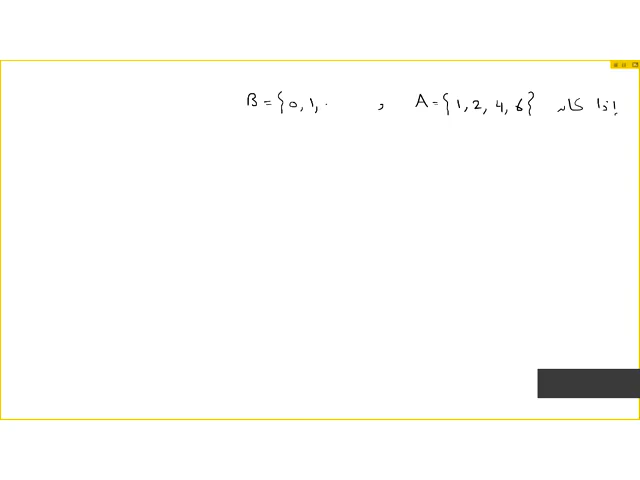 إذا كان A={1, 2, 4, 6} , B={0, 1,